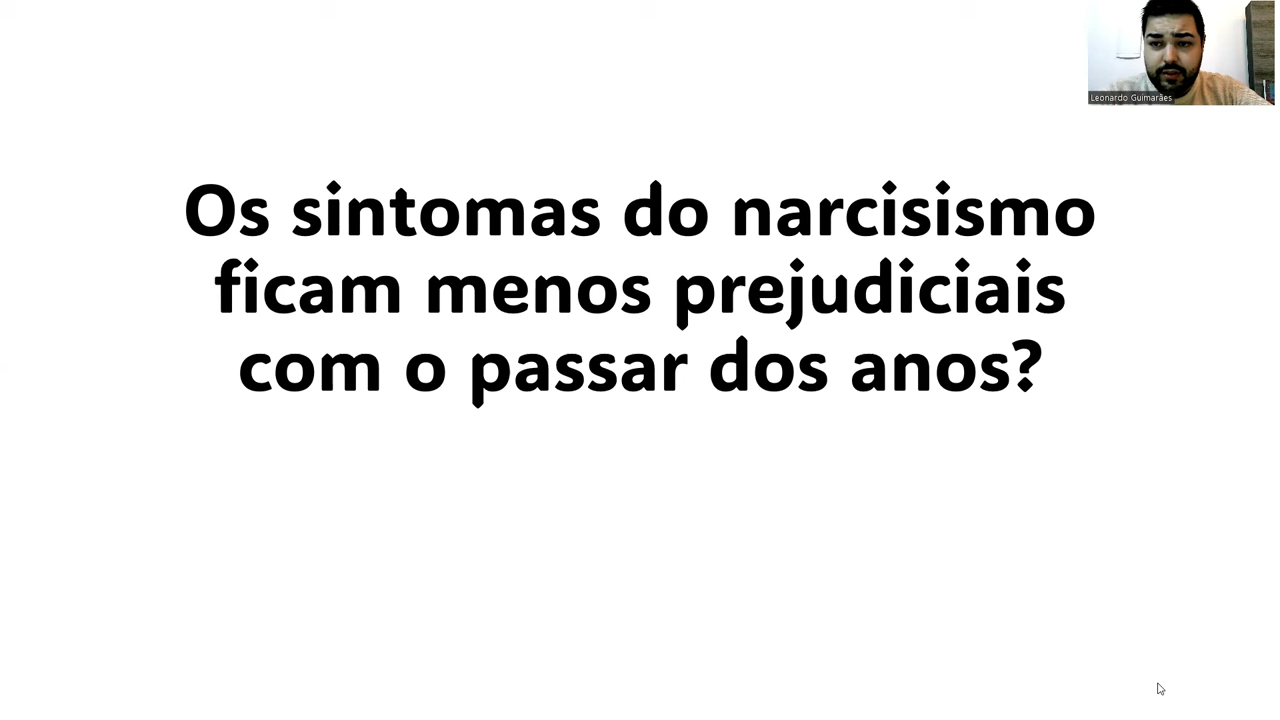 Leonardo Guimarães
Os sintomas do narcisismo
ficam menos prejudiciais
com o passar dos anos?